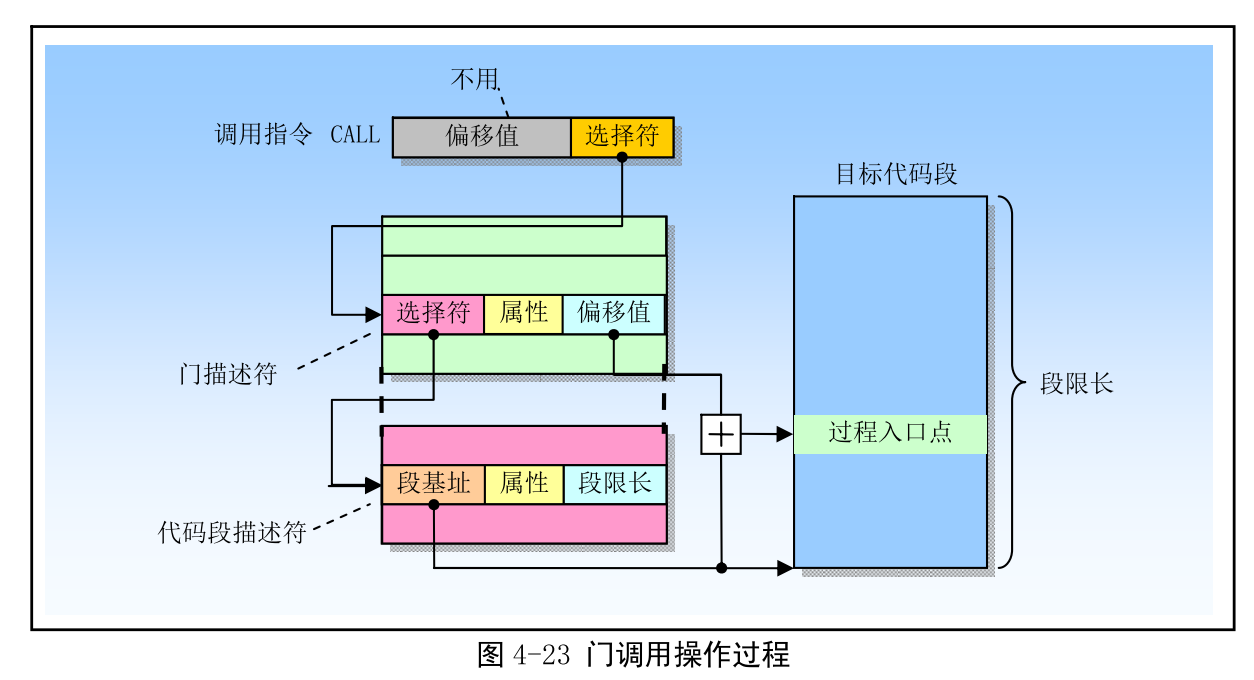 不用
调用指令 CALL 偏移值 选择符
目标代码段
选择符 属性 偏移值
门描述符
段限长
过程入口点
段基址 属性 段限长
代码段描述符
图 4-23 门调用操作过程